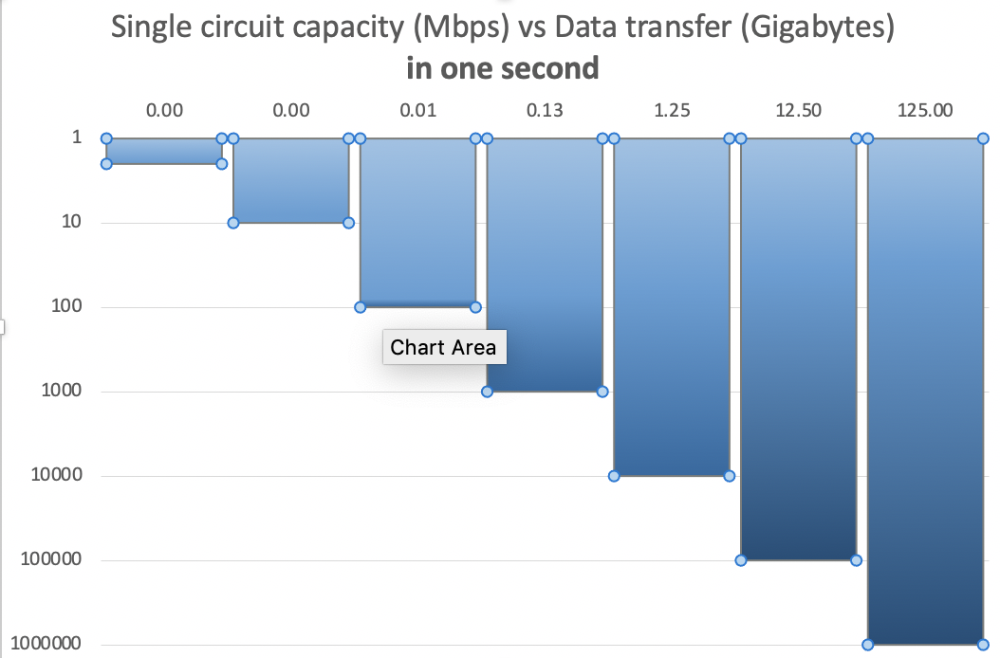 Single circuit capacity (Mbps) vs Data transfer (Gigabytes)
in one second
0.00 0.00 0.01 0.13 1.25 12.50 125.00
1
10
100
Chart Area
1000
10000
100000
1000000